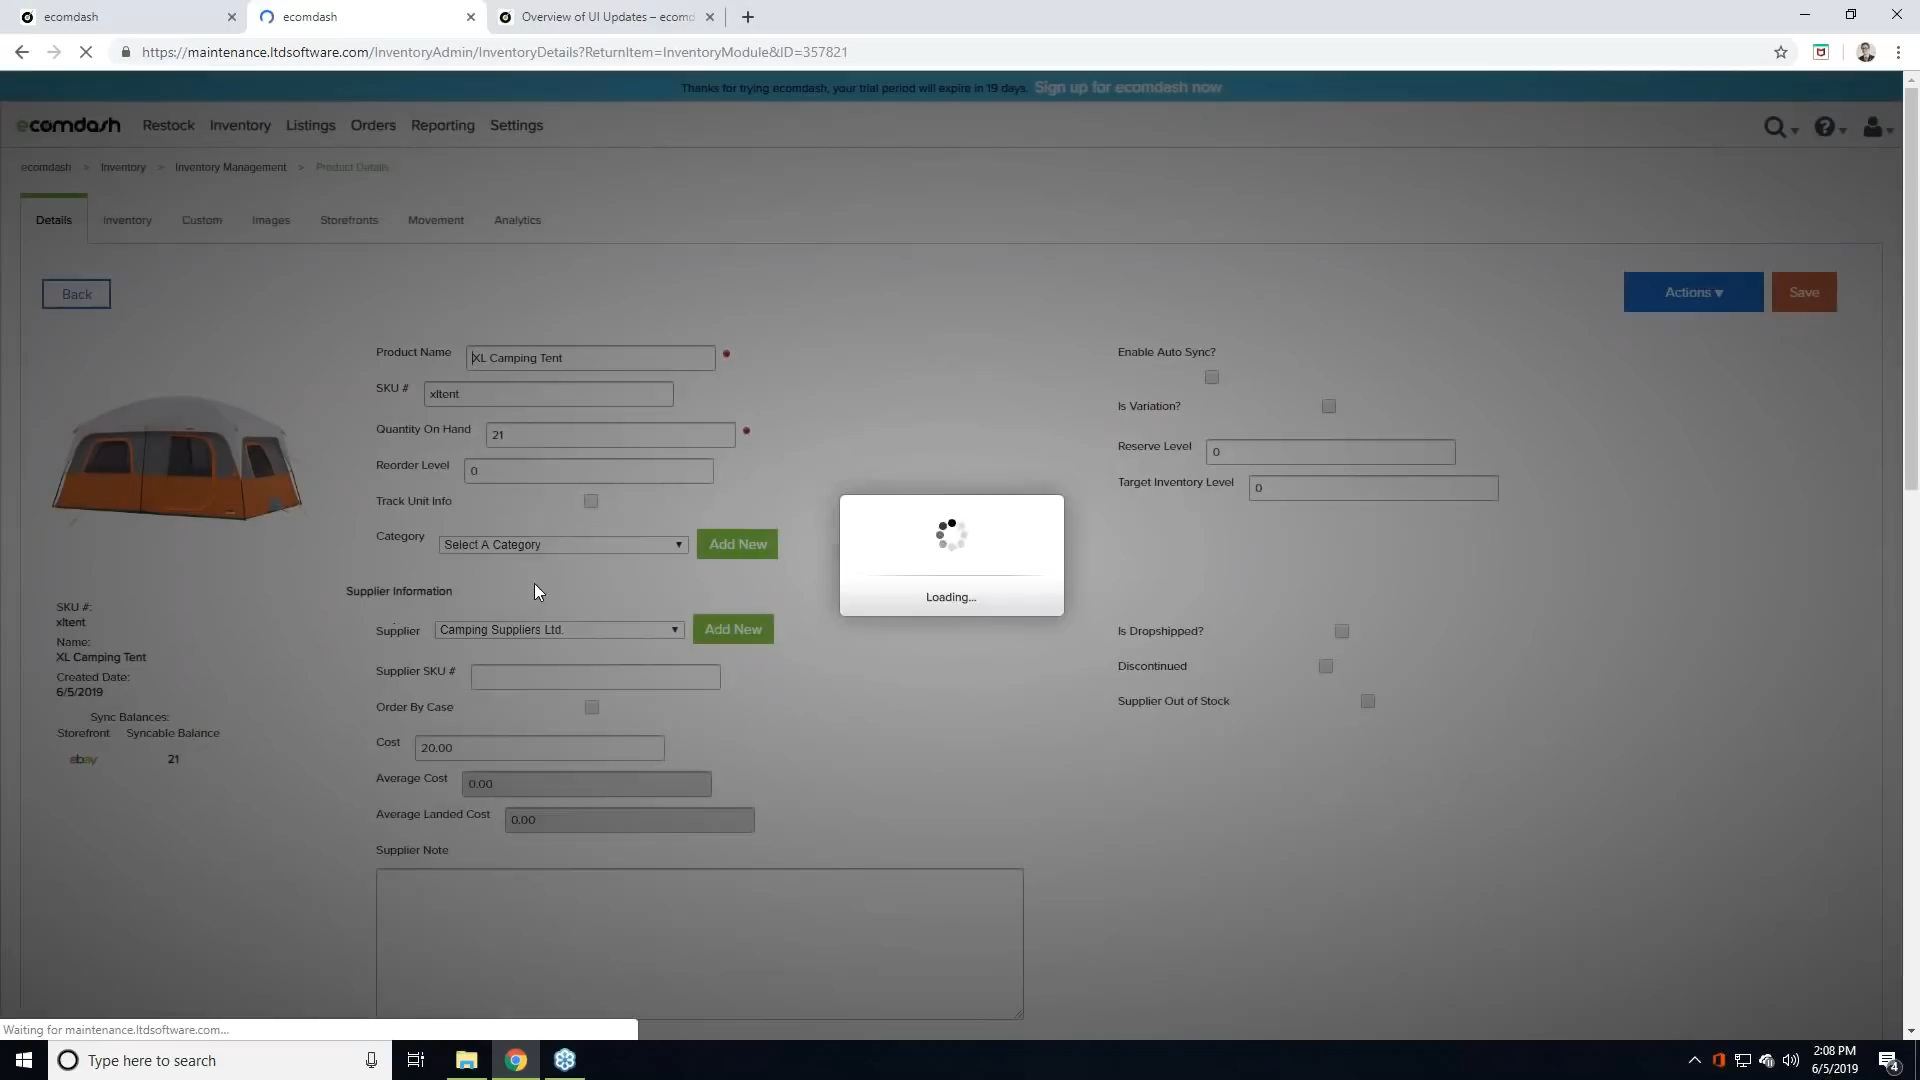 ecomdash
ecomdash
Overview of UI Updates – ecomd
https://maintenance.ltdsoftware.com/InventoryAdmin/InventoryDetails?ReturnItem=InventoryModule&ID=357821
Thanks for trying ecomdash, your trial period will expire in 19 days. Sign up for ecomdash now
ecomdash Restock Inventory Listings Orders Reporting Settings
ecomdash > Inventory > Inventory Management > Product Details
Details Inventory Custom Images Storefronts Movement Analytics
Back
Actions ▾ Save
Product Name XL Camping Tent
Enable Auto Sync?
SKU # xltent
Is Variation?
Quantity On Hand 21
Reserve Level 0
Reorder Level 0
Target Inventory Level 0
Track Unit Info
Category Select A Category Add New
Supplier Information
Loading...
Supplier Camping Suppliers Ltd. Add New
Is Dropshipped?
Supplier SKU #
Discontinued
Order By Case
Supplier Out of Stock
Cost 20.00
Average Cost 0.00
Average Landed Cost 0.00
Supplier Note
SKU #:
xltent
Name:
XL Camping Tent
Created Date:
6/5/2019
Sync Balances:
Storefront Syncable Balance
ebay 21
Waiting for maintenance.ltdsoftware.com...
Type here to search
2:08 PM
6/5/2019
4